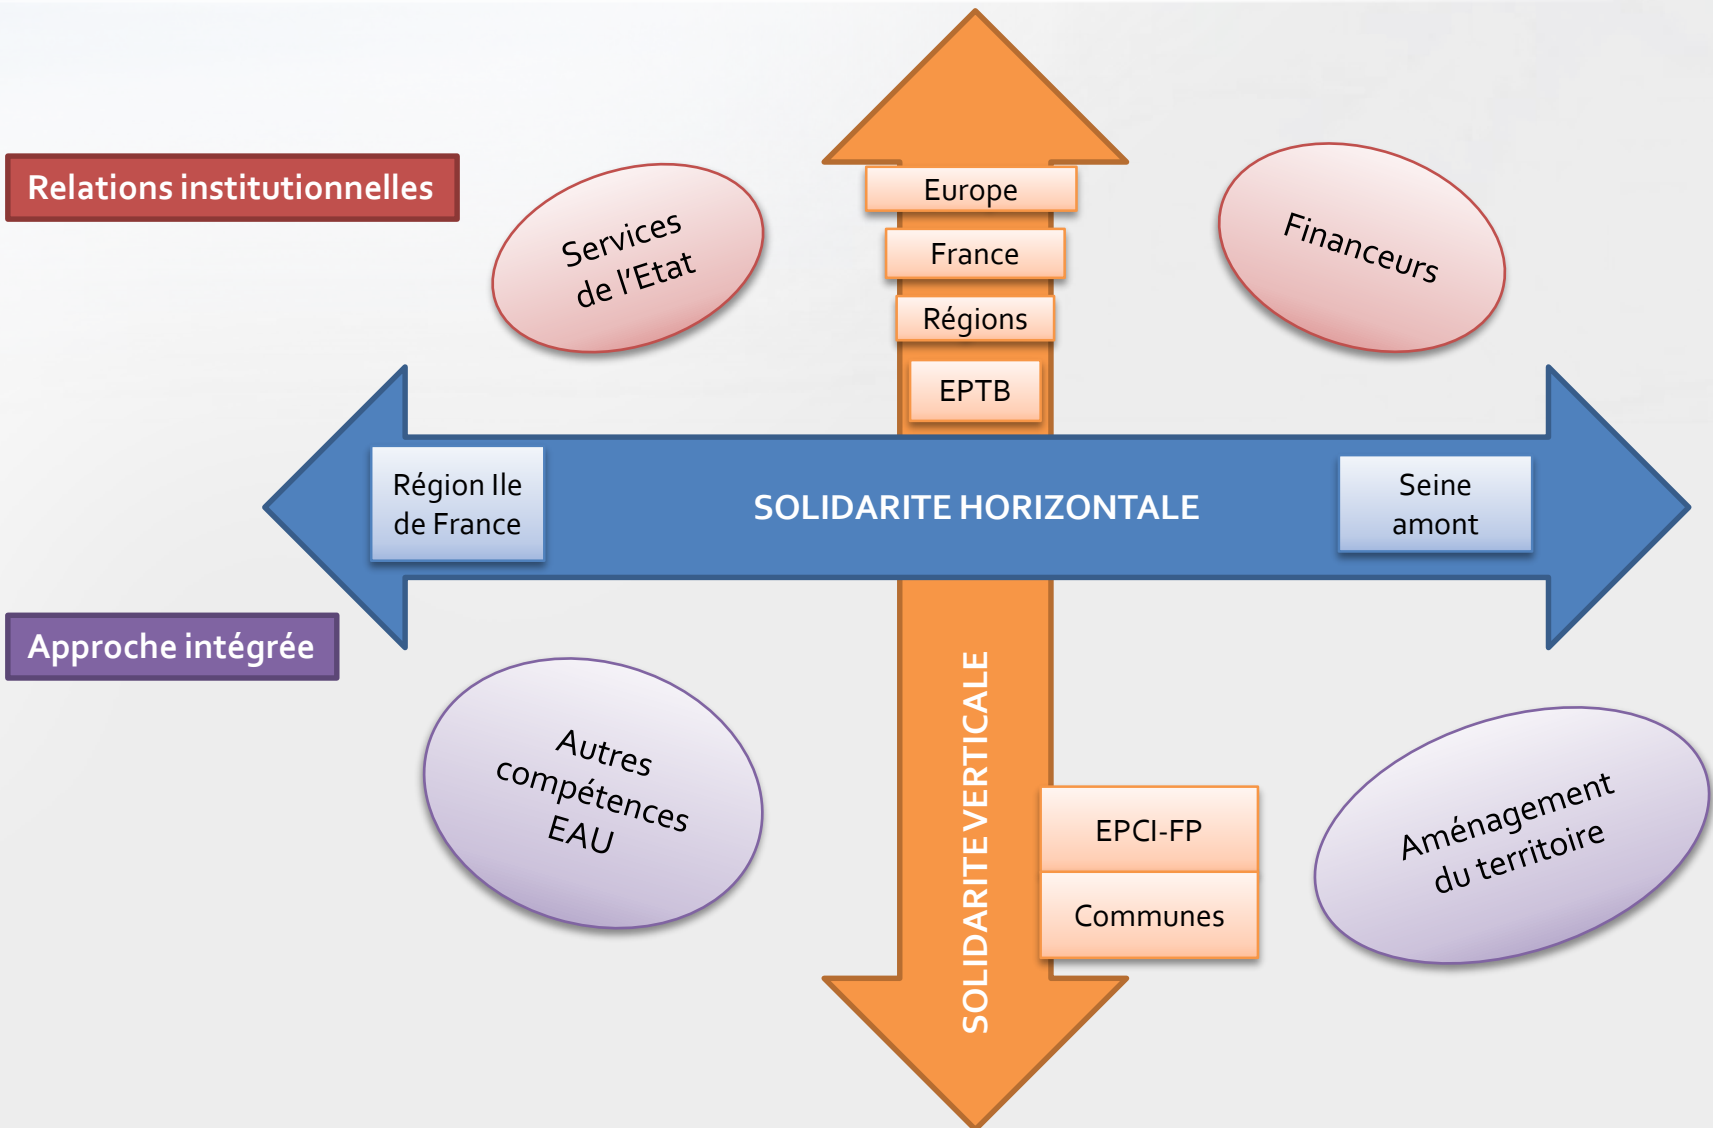 Relations institutionnelles
Services
de l'Etat
Europe
France
Régions
EPTB
Financeurs
Région Ile
de France
SOLIDARITE HORIZONTALE
Seine
amont
Approche intégrée
Autres
compétences
EAU
SOLIDARITE VERTICALE
EPCI-FP
Communes
Aménagement
du territoire